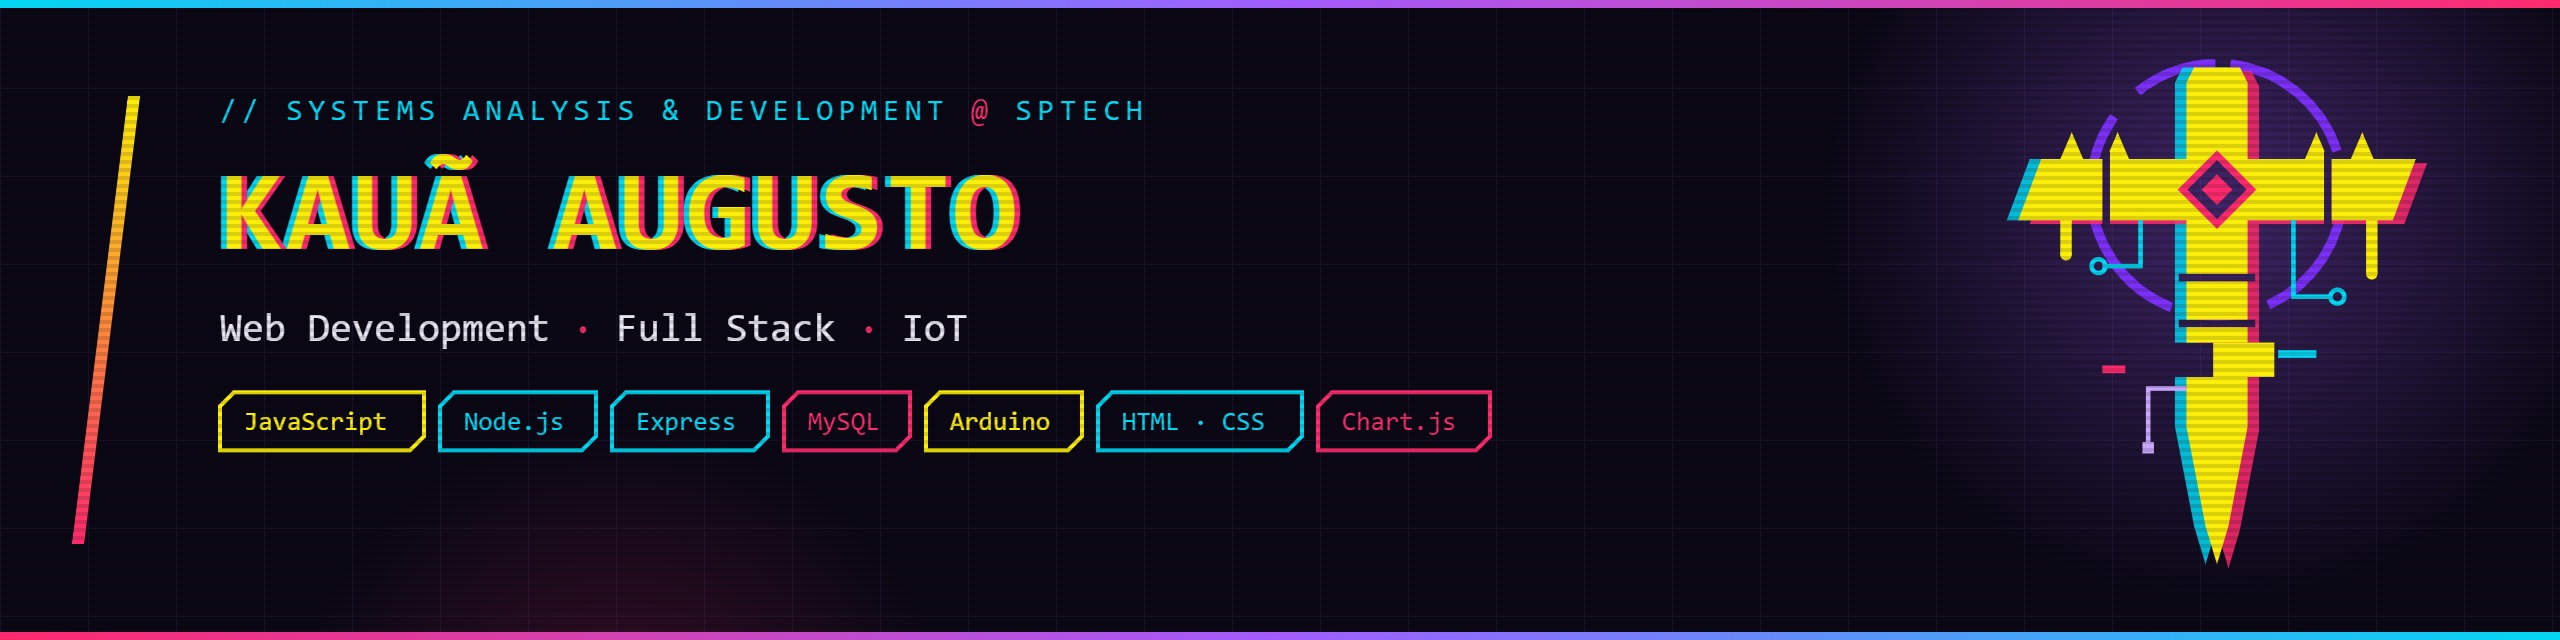 // SYSTEMS ANALYSIS & DEVELOPMENT @ SPTECH
KAUÃ AUGUSTO
Web Development · Full Stack · IoT
JavaScript Node.js Express MySQL Arduino HTML · CSS Chart.js